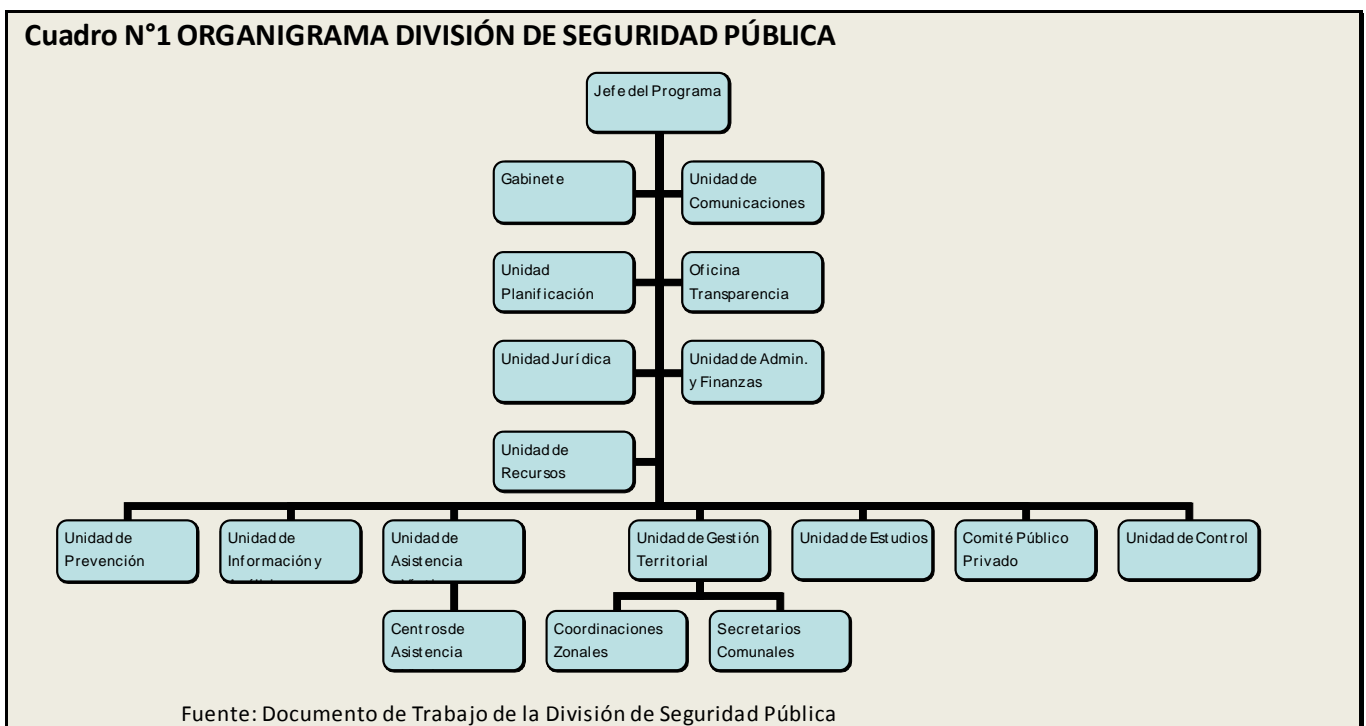 Cuadro N°1 ORGANIGRAMA DIVISIÓN DE SEGURIDAD PÚBLICA
Jefe del Programa
Gabinete
Unidad de
Comunicaciones
Unidad
Planificación
Oficina
Transparencia
Unidad Jurídica
Unidad de Admin.
y Finanzas
Unidad de
Recursos
Unidad de
Prevención
Unidad de
Información y
Unidad de
Asistencia
Unidad de Gestión
Territorial
Unidad de Estudios
Comité Público
Privado
Unidad de Control
Centros de
Asistencia
Coordinaciones
Zonales
Secretarios
Comunales
Fuente: Documento de Trabajo de la División de Seguridad Pública